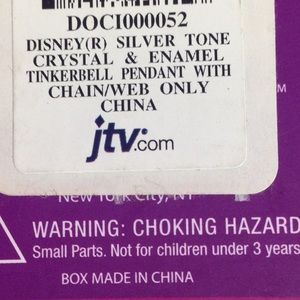 DOCI000052
DISNEY(R) SILVER TONE
CRYSTAL & ENAMEL
TINKERBELL PENDANT WITH
CHAIN/WEB ONLY
CHINA
jtv.com
New York City, NY
WARNING: CHOKING HAZARD
Small Parts. Not for children under 3 years
BOX MADE IN CHINA